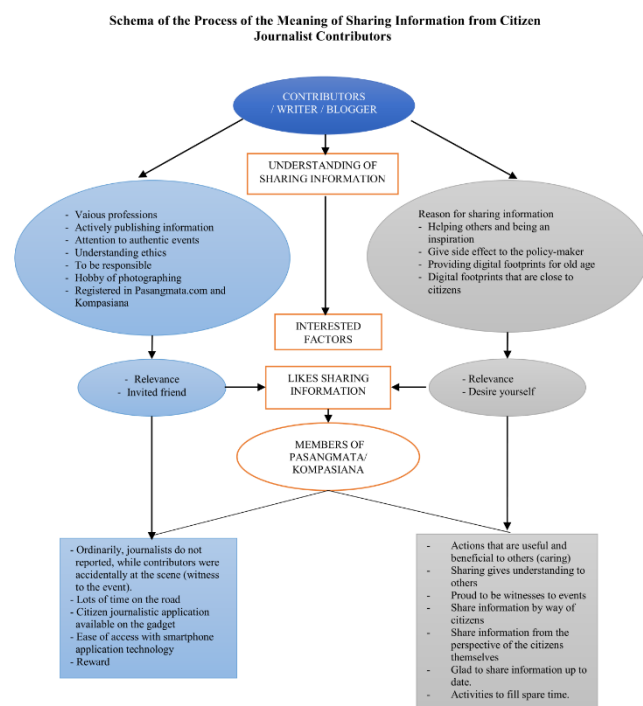 Schema of the Process of the Meaning of Sharing Information from Citizen
Journalist Contributors
CONTRIBUTORS
/ WRITER / BLOGGER
UNDERSTANDING OF
SHARING INFORMATION
- Vaious professions
- Actively publishing information
- Attention to authentic events
- Understanding ethics
- To be responsible
- Hobby of photographing
- Registered in Pasangmata.com and
Kompasiana
Reason for sharing information
- Helping others and being an
inspiration
- Give side effect to the policy-maker
- Providing digital footprints for old age
- Digital footprints that are close to
citizens
INTERESTED
FACTORS
- Relevance
- Invited friend
LIKES SHARING
INFORMATION
- Relevance
- Desire yourself
MEMBERS OF
PASANGMATA/
KOMPASIANA
- Ordinarily, journalists do not
reported, while contributors were
accidentally at the scene (witness
to the event).
- Lots of time on the road
- Citizen journalistic application
available on the gadget
- Ease of access with smartphone
application technology
- Reward
- Actions that are useful and
beneficial to others (caring)
- Sharing gives understanding to
others
- Proud to be witnesses to events
- Share information by way of
citizens
- Share information from the
perspective of the citizens
themselves
- Glad to share information up to
date.
- Activities to fill spare time.